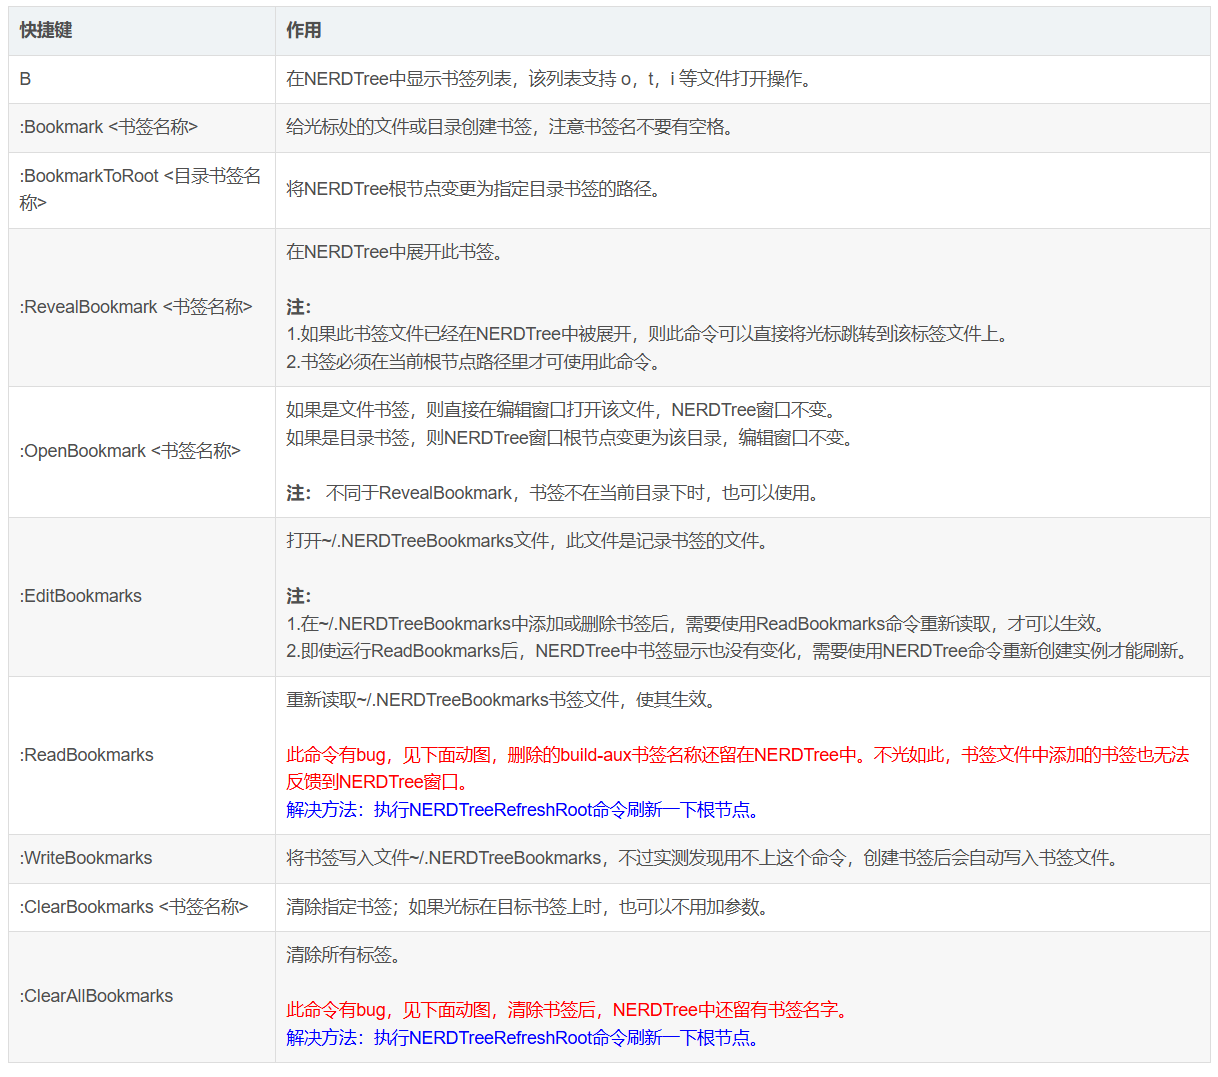 快捷键
作用
B
在NERDTree中显示书签列表，该列表支持 o，t，i 等文件打开操作。
:Bookmark <书签名称>
给光标处的文件或目录创建书签，注意书签名不要有空格。
:BookmarkToRoot <目录书签名
称>
将NERDTree根节点变更为指定目录书签的路径。
:RevealBookmark <书签名称>
在NERDTree中展开此书签。
注：
1.如果此书签文件已经在NERDTree中被展开，则此命令可以直接将光标跳转到该标签文件上。
2.书签必须在当前根节点路径里才可使用此命令。
:OpenBookmark <书签名称>
如果是文件书签，则直接在编辑窗口打开该文件，NERDTree窗口不变。
如果是目录书签，则NERDTree窗口根节点变更为该目录，编辑窗口不变。
注： 不同于RevealBookmark，书签不在当前目录下时，也可以使用。
:EditBookmarks
打开~/.NERDTreeBookmarks文件，此文件是记录书签的文件。
注：
1.在~/.NERDTreeBookmarks中添加或删除书签后，需要使用ReadBookmarks命令重新读取，才可以生效。
2.即使运行ReadBookmarks后，NERDTree中书签显示也没有变化，需要使用NERDTree命令重新创建实例才能刷新。
:ReadBookmarks
重新读取~/.NERDTreeBookmarks书签文件，使其生效。
此命令有bug，见下面动图，删除的build-aux书签名称还留在NERDTree中。不光如此，书签文件中添加的书签也无法
反馈到NERDTree窗口。
解决方法：执行NERDTreeRefreshRoot命令刷新一下根节点。
:WriteBookmarks
将书签写入文件~/.NERDTreeBookmarks，不过实测发现用不上这个命令，创建书签后会自动写入书签文件。
:ClearBookmarks <书签名称>
清除指定书签；如果光标在目标书签上时，也可以不用加参数。
:ClearAllBookmarks
清除所有标签。
此命令有bug，见下面动图，清除书签后，NERDTree中还留有书签名字。
解决方法：执行NERDTreeRefreshRoot命令刷新一下根节点。